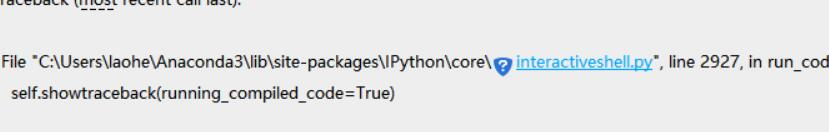 raceback (most recent call last):
File "C:\Users\laohe\Anaconda3\lib\site-packages\IPython\core\interactiveshell.py", line 2927, in run_cod
self.showtraceback(running_compiled_code=True)